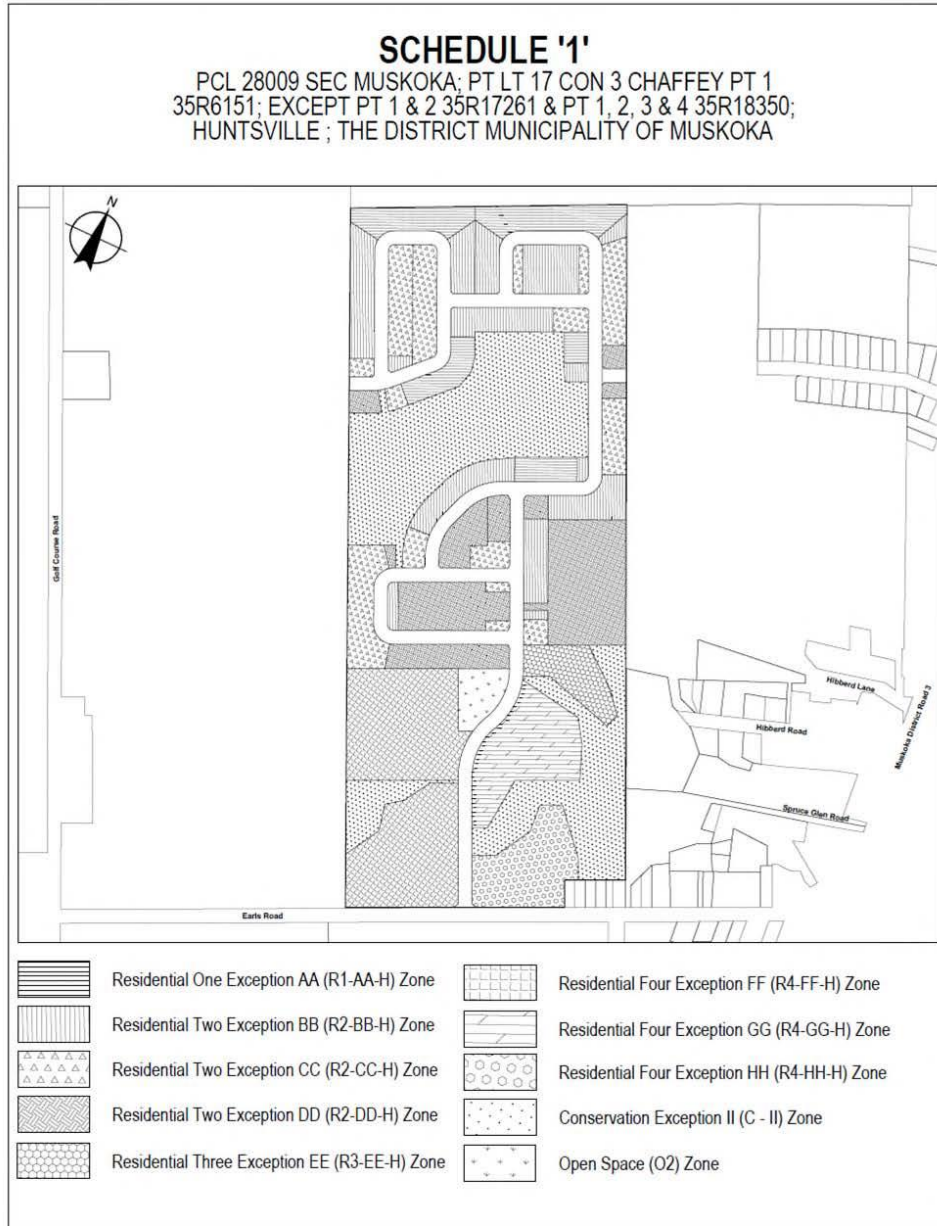 SCHEDULE '1'
PCL 28009 SEC MUSKOKA; PT LT 17 CON 3 CHAFFEY PT 1
35R6151; EXCEPT PT 1 & 2 35R17261 & PT 1, 2, 3 & 4 35R18350;
HUNTSVILLE ; THE DISTRICT MUNICIPALITY OF MUSKOKA
N
Golf Course Road
Hibberd Lane
Muskoka District Road 3
Hibberd Road
Spruce Glen Road
Earls Road
Residential One Exception AA (R1-AA-H) Zone
Residential Two Exception BB (R2-BB-H) Zone
Residential Two Exception CC (R2-CC-H) Zone
Residential Two Exception DD (R2-DD-H) Zone
Residential Three Exception EE (R3-EE-H) Zone
Residential Four Exception FF (R4-FF-H) Zone
Residential Four Exception GG (R4-GG-H) Zone
Residential Four Exception HH (R4-HH-H) Zone
Conservation Exception II (C - II) Zone
Open Space (O2) Zone